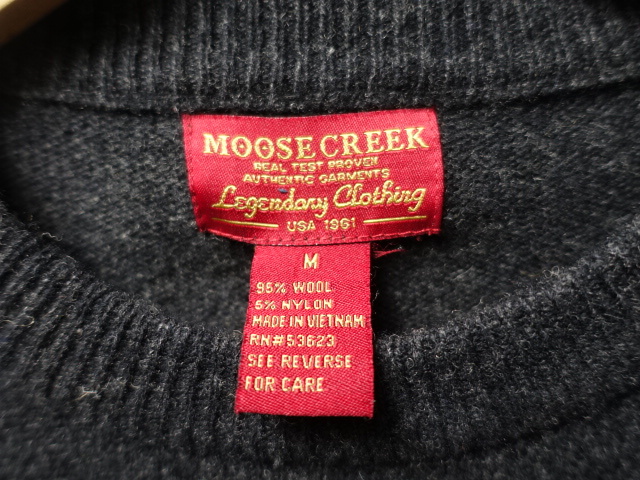 MOOSE CREEK
REAL TEST PROVEN
AUTHENTIC GARMENTS
Legendary Clothing
USA 1961
M
95% WOOL
5% NYLON
MADE IN VIETNAM
RN#53623
SEE REVERSE
FOR CARE